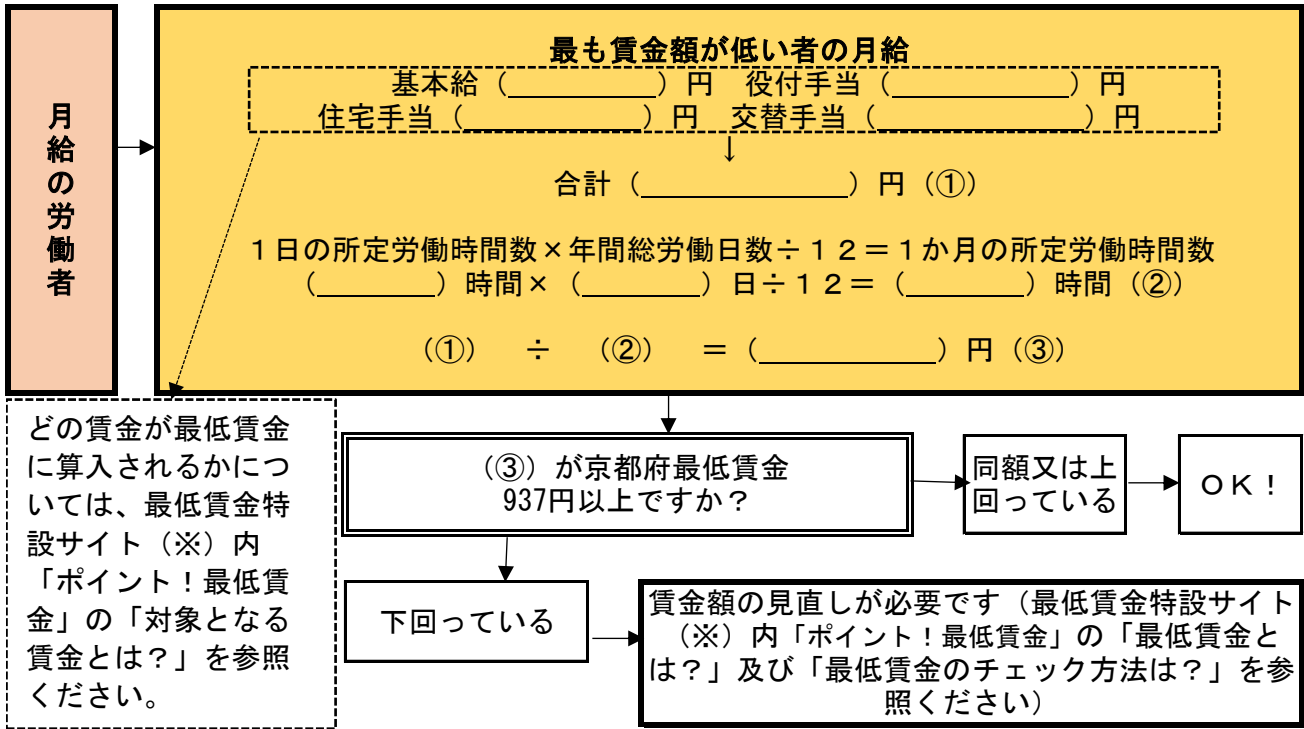 月給の労働者
最も賃金額が低い者の月給
基本給（＿＿＿＿＿）円　役付手当（＿＿＿＿＿＿）円
住宅手当（＿＿＿＿＿＿）円　交替手当（＿＿＿＿＿＿＿）円
↓
合計（＿＿＿＿＿＿＿）円（①）
１日の所定労働時間数×年間総労働日数÷１２＝１か月の所定労働時間数
（＿＿＿＿）時間×（＿＿＿＿）日÷１２＝（＿＿＿＿）時間（②）
（①）　÷　（②）　＝（＿＿＿＿＿＿）円（③）
どの賃金が最低賃金
に算入されるかにつ
いては、最低賃金特
設サイト（※）内
「ポイント！最低賃
金」の「対象となる
賃金とは？」を参照
ください。
（③）が京都府最低賃金
937円以上ですか？
同額又は上
回っている
ＯＫ！
下回っている
賃金額の見直しが必要です（最低賃金特設サイト
（※）内「ポイント！最低賃金」の「最低賃金と
は？」及び「最低賃金のチェック方法は？」を参
照ください）